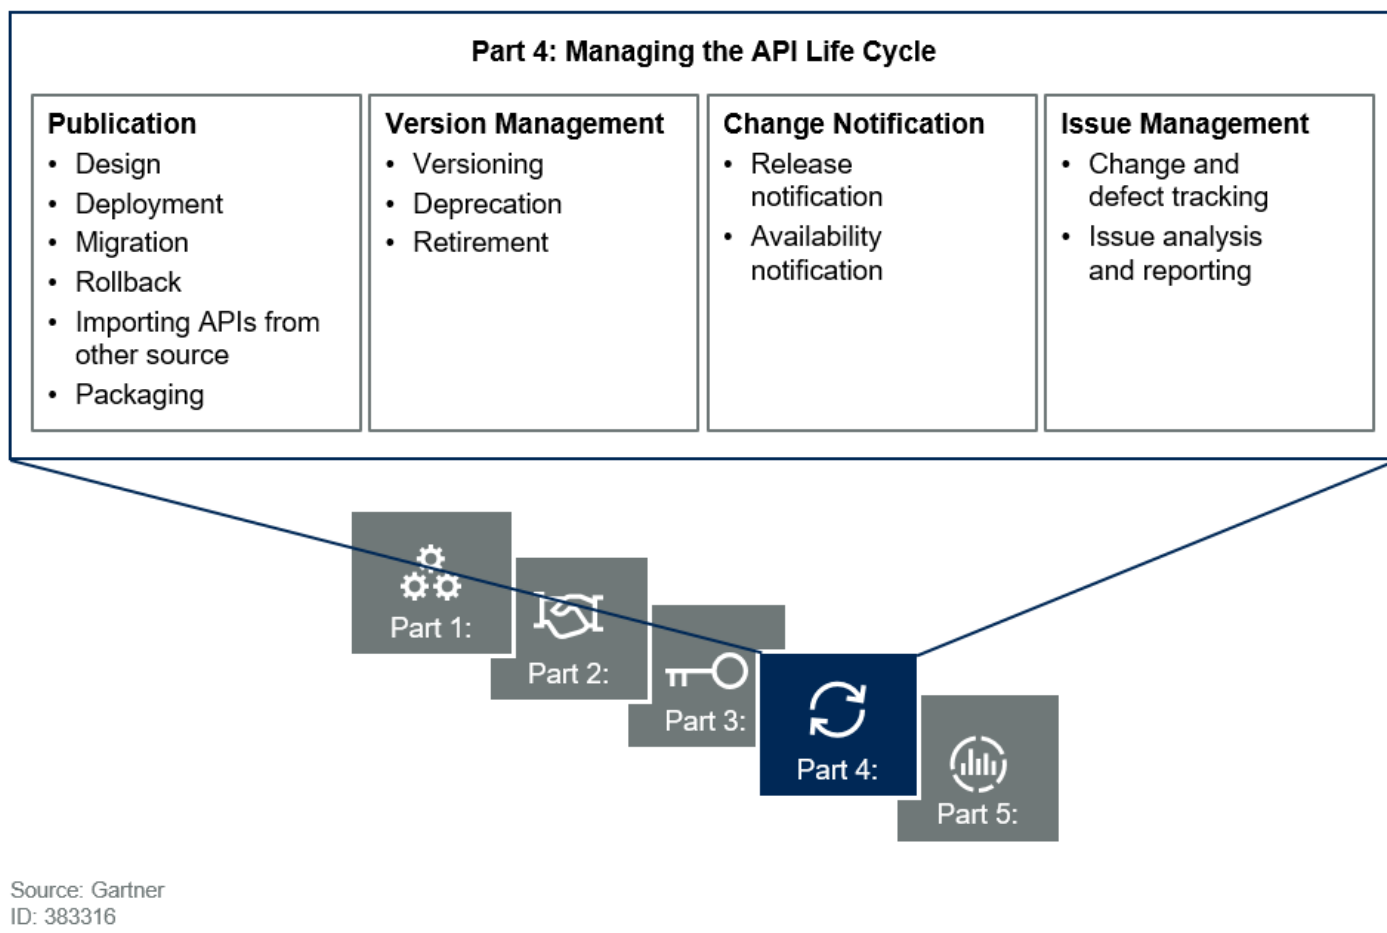 Part 4: Managing the API Life Cycle
Publication
• Design
• Deployment
• Migration
• Rollback
• Importing APIs from
other source
• Packaging
Version Management
• Versioning
• Deprecation
• Retirement
Change Notification
• Release
notification
• Availability
notification
Issue Management
• Change and
defect tracking
• Issue analysis
and reporting
Part 1:
Part 2:
Part 3:
Part 4:
Part 5:
Source: Gartner
ID: 383316